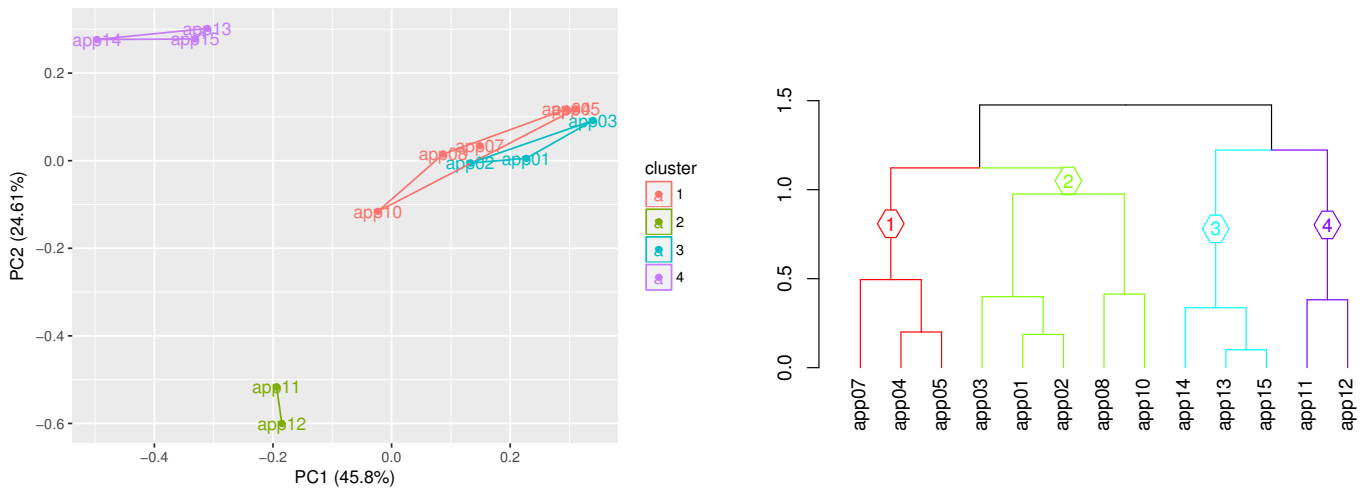 app14
app13
app15
app04
app05
app03
app07
app08
app02
app01
app10
app11
app12
0.2
0.0
−0.2
−0.4
−0.6
−0.4
−0.2
0.0
0.2
PC1 (45.8%)
PC2 (24.61%)
cluster
a 1
a 2
a 3
a 4
1.5
1.0
0.5
0.0
1
2
3
4
app07
app04
app05
app03
app01
app02
app08
app10
app14
app13
app15
app11
app12